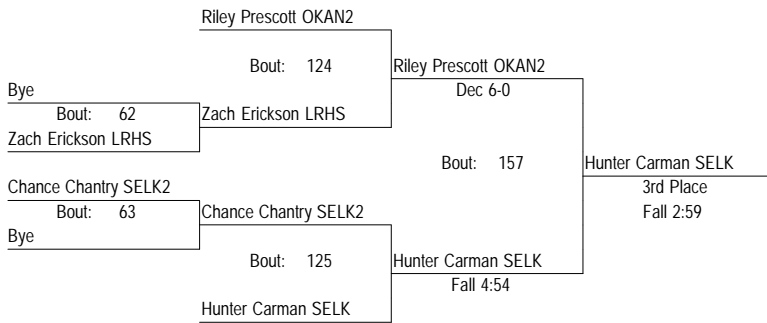 Riley Prescott OKAN2
Bout: 124
Riley Prescott OKAN2
Bye
Dec 6-0
Bout: 62
Zach Erickson LRHS
Zach Erickson LRHS
Bout: 157
Hunter Carman SELK
Chance Chantry SELK2
3rd Place
Bout: 63
Chance Chantry SELK2
Fall 2:59
Bye
Bout: 125
Hunter Carman SELK
Fall 4:54
Hunter Carman SELK